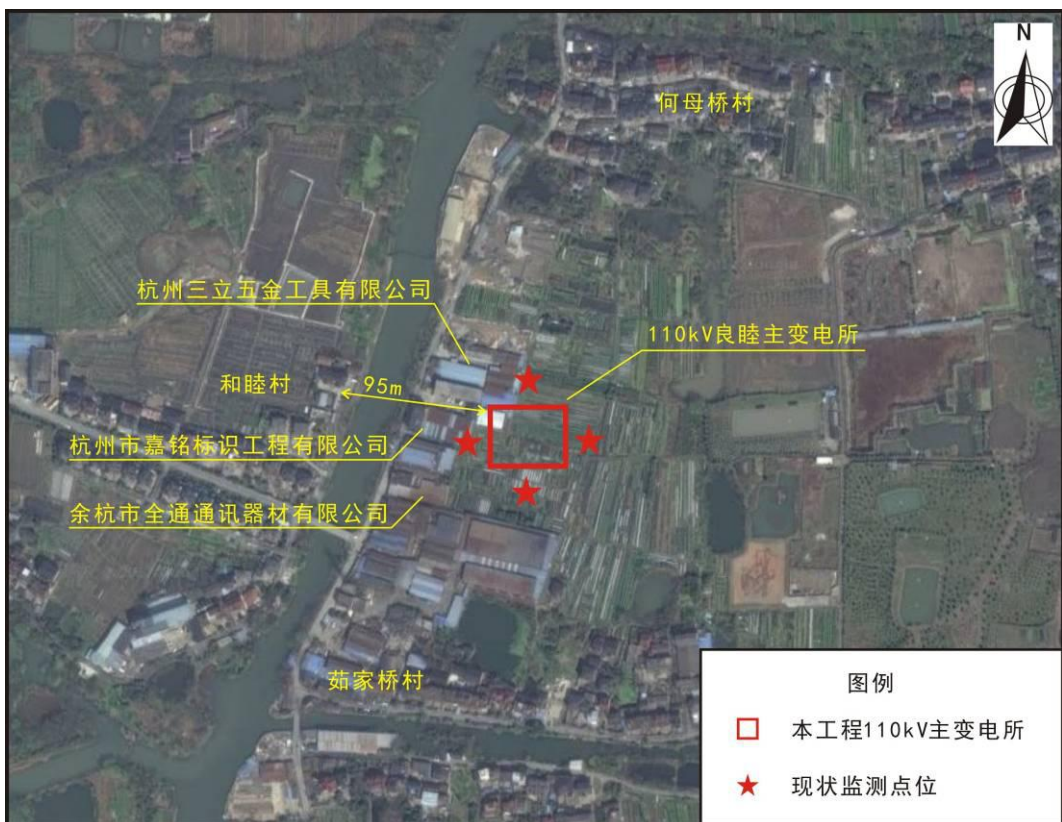 N
何母桥村
杭州三立五金工具有限公司
110kV良睦主变电所
和睦村
95m
杭州市嘉铭标识工程有限公司
余杭市全通通讯器材有限公司
茹家桥村
图例
本工程110kV主变电所
现状监测点位